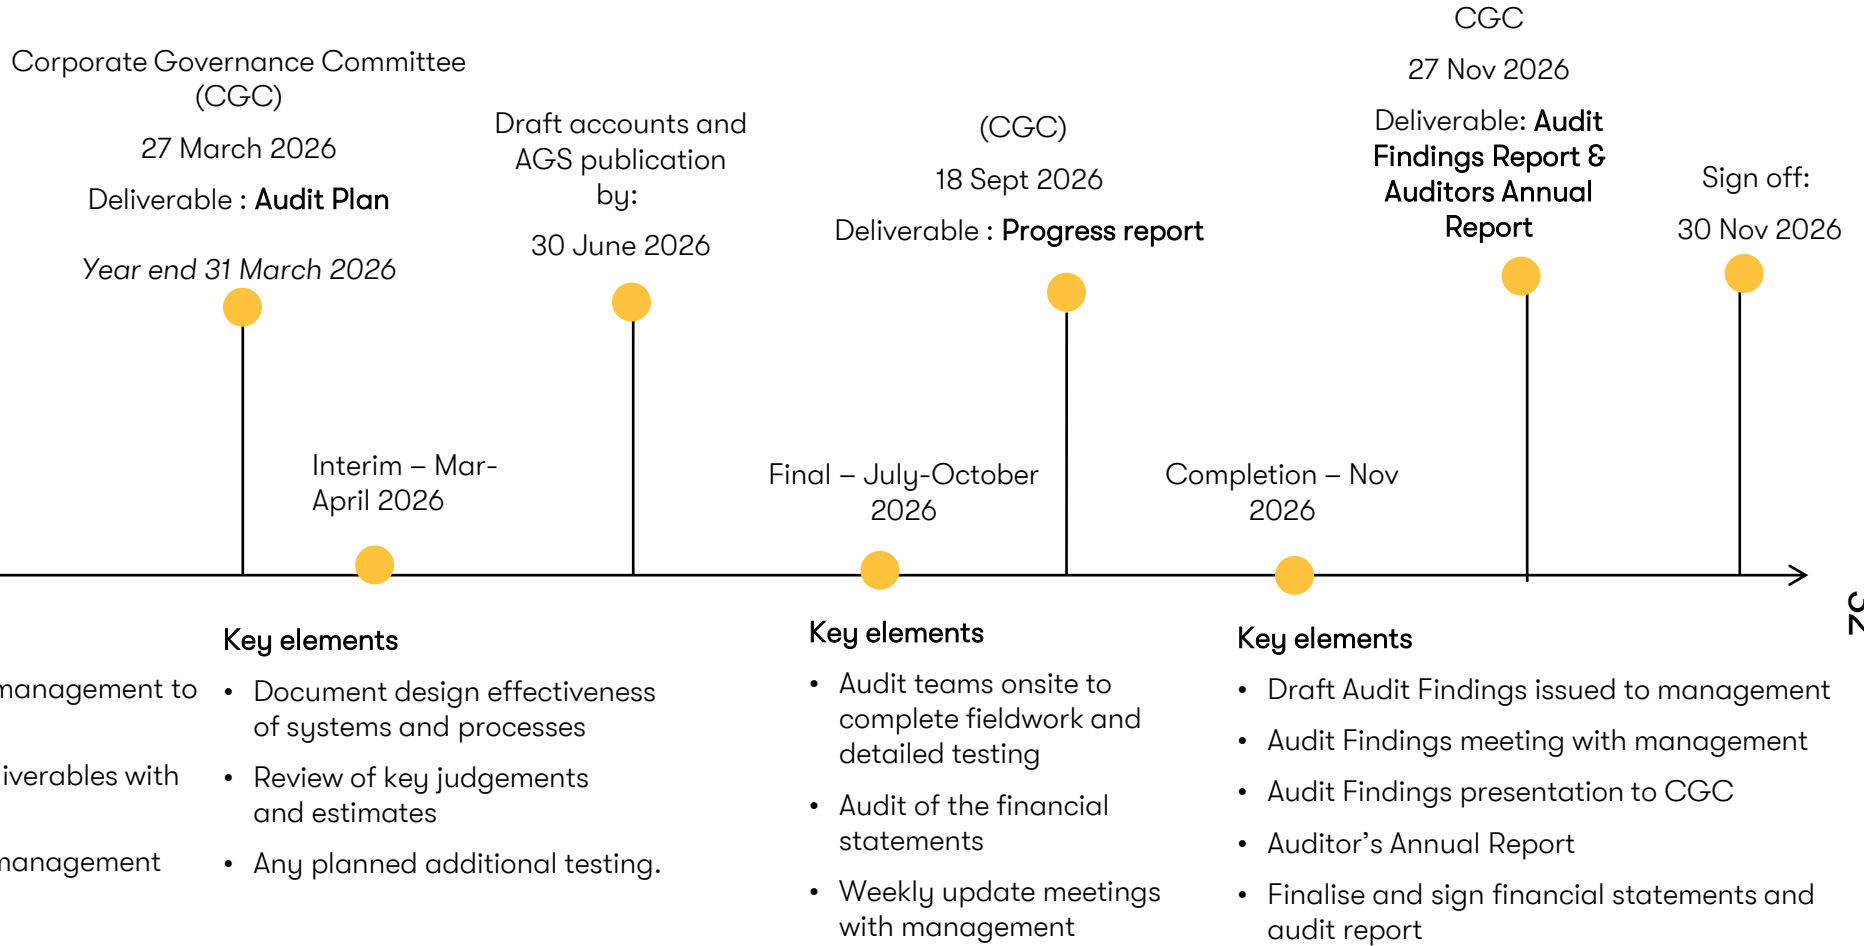 Corporate Governance Committee
(CGC)
27 March 2026
Deliverable : Audit Plan
Year end 31 March 2026
Draft accounts and
AGS publication
by:
30 June 2026
(CGC)
18 Sept 2026
Deliverable : Progress report
CGC
27 Nov 2026
Deliverable: Audit
Findings Report &
Auditors Annual
Report
Sign off:
30 Nov 2026
Interim – Mar-
April 2026
Final – July-October
2026
Completion – Nov
2026
management to
iverables with
management
Key elements
• Document design effectiveness
of systems and processes
• Review of key judgements
and estimates
• Any planned additional testing.
Key elements
• Audit teams onsite to
complete fieldwork and
detailed testing
• Audit of the financial
statements
• Weekly update meetings
with management
Key elements
• Draft Audit Findings issued to management
• Audit Findings meeting with management
• Audit Findings presentation to CGC
• Auditor’s Annual Report
• Finalise and sign financial statements and
audit report
32